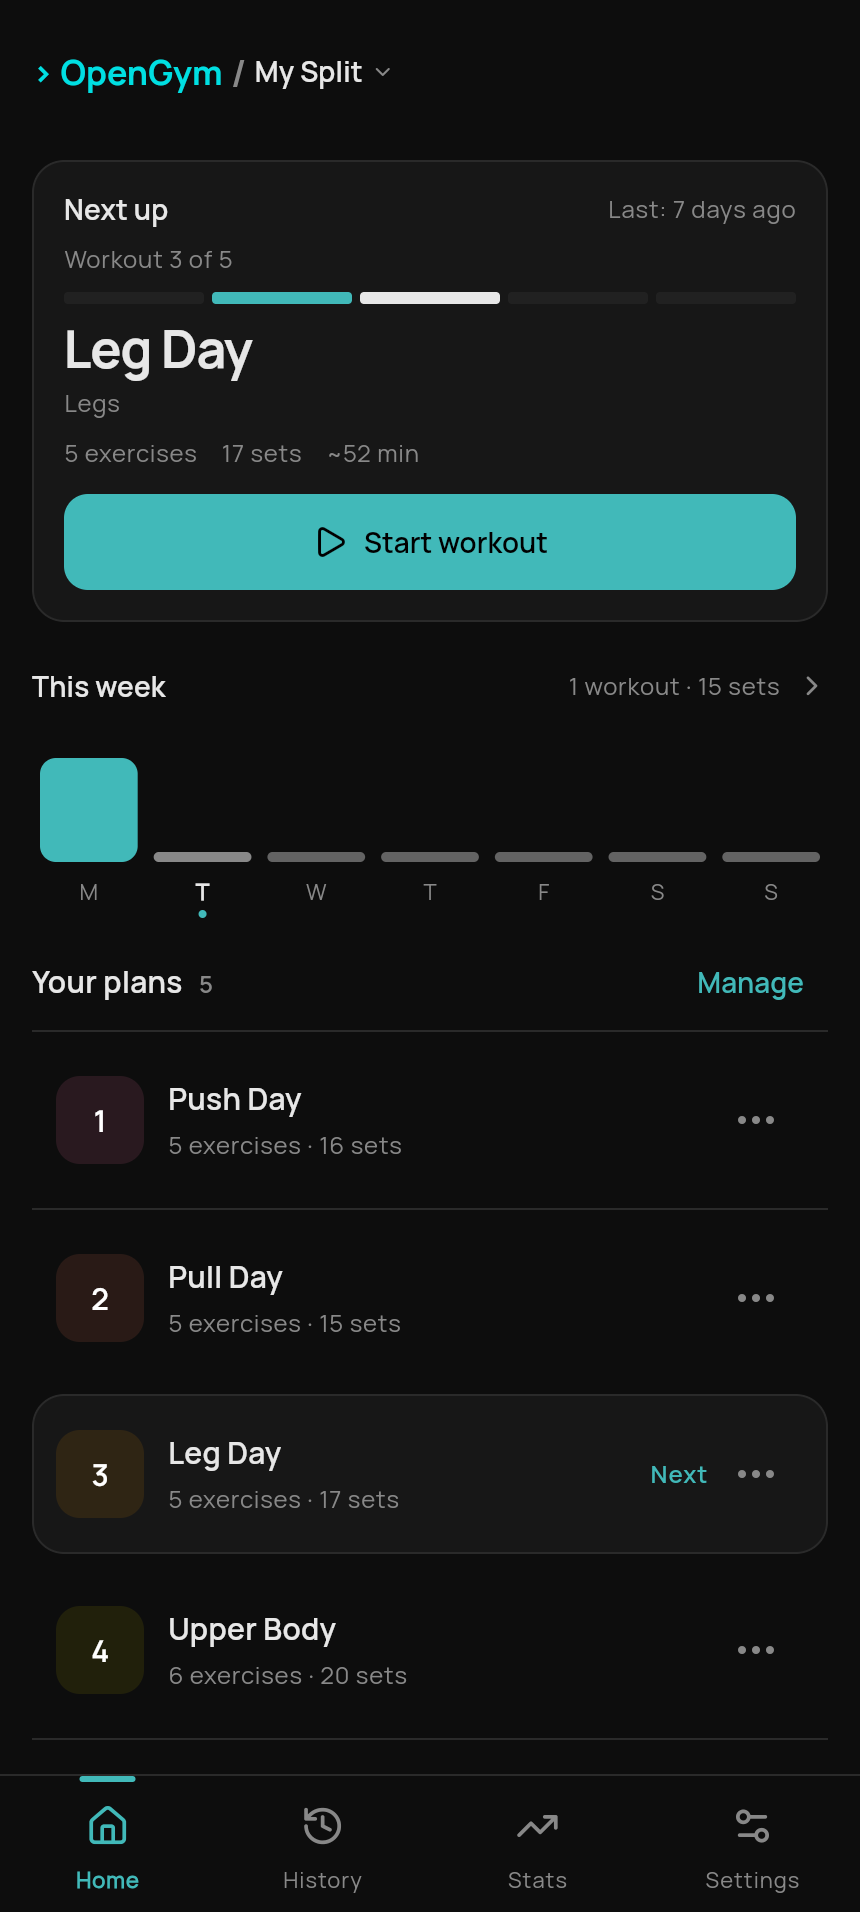 › OpenGym / My Split
Next up
Last: 7 days ago
Workout 3 of 5
Leg Day
Legs
5 exercises 17 sets ~52 min
Start workout
This week
1 workout · 15 sets
M T W T F S S
Your plans 5
Manage
1
Push Day
5 exercises · 16 sets
2
Pull Day
5 exercises · 15 sets
3
Leg Day
5 exercises · 17 sets
Next
4
Upper Body
6 exercises · 20 sets
Home History Stats Settings